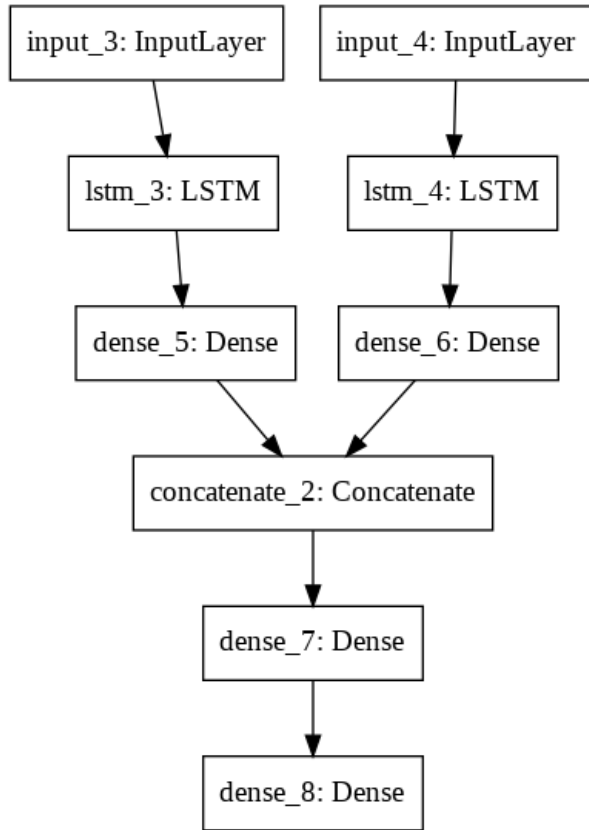 input_3: InputLayer
input_4: InputLayer
lstm_3: LSTM
lstm_4: LSTM
dense_5: Dense
dense_6: Dense
concatenate_2: Concatenate
dense_7: Dense
dense_8: Dense